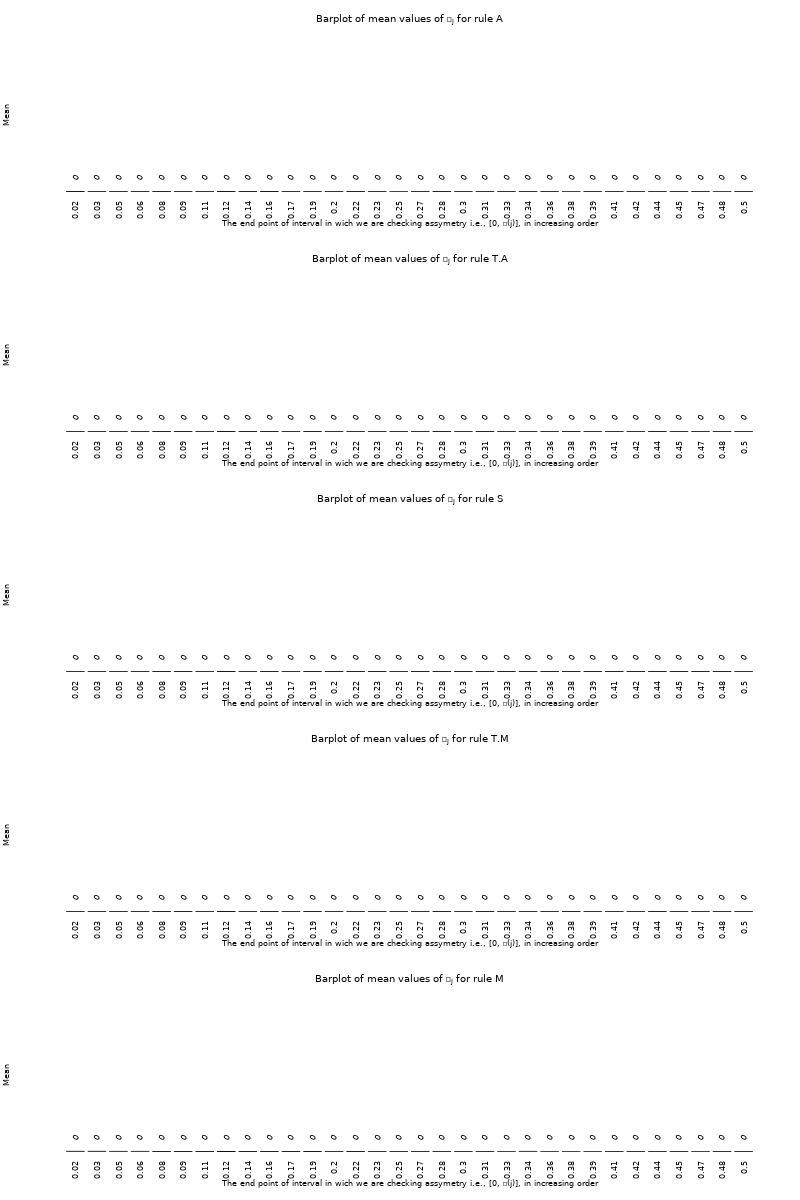 Barplot of mean values of □j for rule A
Mean
0 0 0 0 0 0 0 0 0 0 0 0 0 0 0 0 0 0 0 0 0 0 0 0 0 0 0 0 0 0 0 0
0.02 0.03 0.05 0.06 0.08 0.09 0.11 0.12 0.14 0.16 0.17 0.19 0.2 0.22 0.23 0.25 0.27 0.28 0.3 0.31 0.33 0.34 0.36 0.38 0.39 0.41 0.42 0.44 0.45 0.47 0.48 0.5
The end point of interval in wich we are checking assymetry i.e., [0, □(j)], in increasing order
Barplot of mean values of □j for rule T.A
Mean
0 0 0 0 0 0 0 0 0 0 0 0 0 0 0 0 0 0 0 0 0 0 0 0 0 0 0 0 0 0 0 0
0.02 0.03 0.05 0.06 0.08 0.09 0.11 0.12 0.14 0.16 0.17 0.19 0.2 0.22 0.23 0.25 0.27 0.28 0.3 0.31 0.33 0.34 0.36 0.38 0.39 0.41 0.42 0.44 0.45 0.47 0.48 0.5
The end point of interval in wich we are checking assymetry i.e., [0, □(j)], in increasing order
Barplot of mean values of □j for rule S
Mean
0 0 0 0 0 0 0 0 0 0 0 0 0 0 0 0 0 0 0 0 0 0 0 0 0 0 0 0 0 0 0 0
0.02 0.03 0.05 0.06 0.08 0.09 0.11 0.12 0.14 0.16 0.17 0.19 0.2 0.22 0.23 0.25 0.27 0.28 0.3 0.31 0.33 0.34 0.36 0.38 0.39 0.41 0.42 0.44 0.45 0.47 0.48 0.5
The end point of interval in wich we are checking assymetry i.e., [0, □(j)], in increasing order
Barplot of mean values of □j for rule T.M
Mean
0 0 0 0 0 0 0 0 0 0 0 0 0 0 0 0 0 0 0 0 0 0 0 0 0 0 0 0 0 0 0 0
0.02 0.03 0.05 0.06 0.08 0.09 0.11 0.12 0.14 0.16 0.17 0.19 0.2 0.22 0.23 0.25 0.27 0.28 0.3 0.31 0.33 0.34 0.36 0.38 0.39 0.41 0.42 0.44 0.45 0.47 0.48 0.5
The end point of interval in wich we are checking assymetry i.e., [0, □(j)], in increasing order
Barplot of mean values of □j for rule M
Mean
0 0 0 0 0 0 0 0 0 0 0 0 0 0 0 0 0 0 0 0 0 0 0 0 0 0 0 0 0 0 0 0
0.02 0.03 0.05 0.06 0.08 0.09 0.11 0.12 0.14 0.16 0.17 0.19 0.2 0.22 0.23 0.25 0.27 0.28 0.3 0.31 0.33 0.34 0.36 0.38 0.39 0.41 0.42 0.44 0.45 0.47 0.48 0.5
The end point of interval in wich we are checking assymetry i.e., [0, □(j)], in increasing order